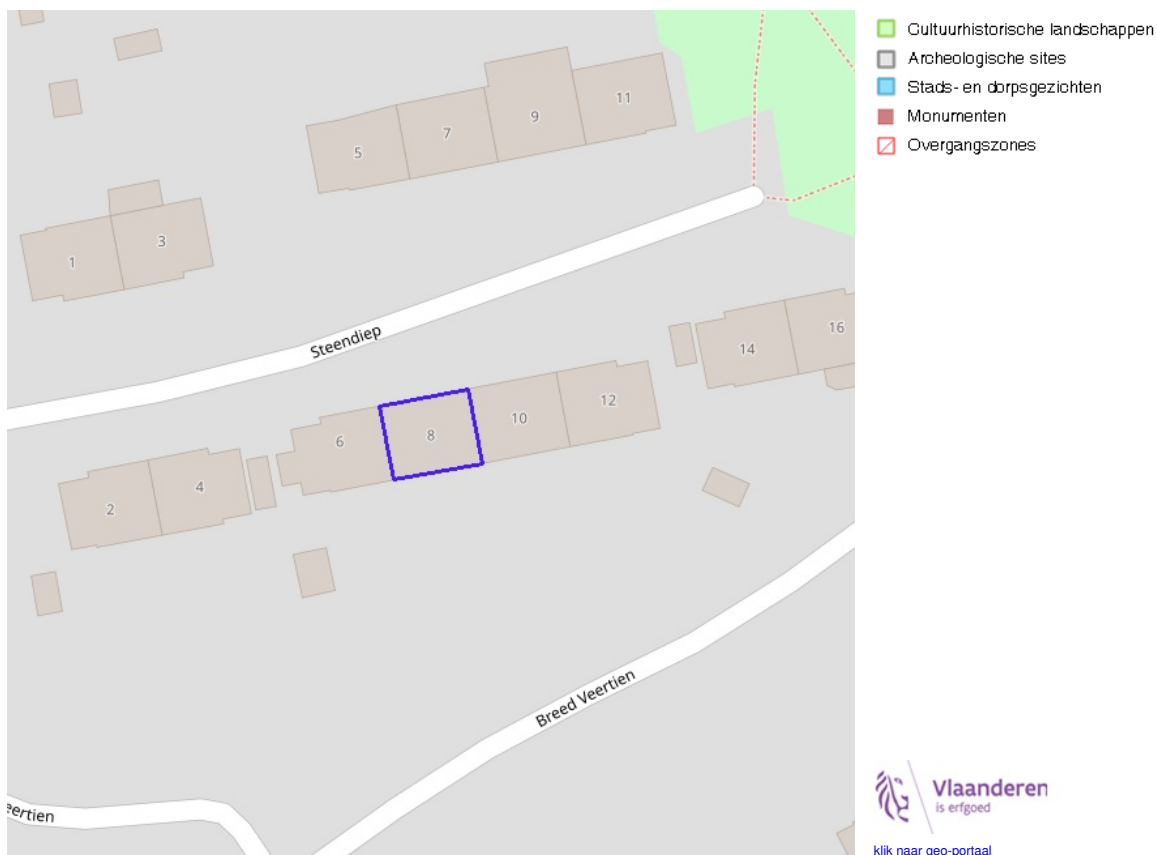 Cultuurhistorische landschappen
Archeologische sites
Stads- en dorpsgezichten
Monumenten
Overgangszones
11
9
7
5
3
1
Steendiep
16
14
12
10
8
6
4
2
Breed Veertien
eertien
Vlaanderen
is erfgoed
klik naar geo-portaal